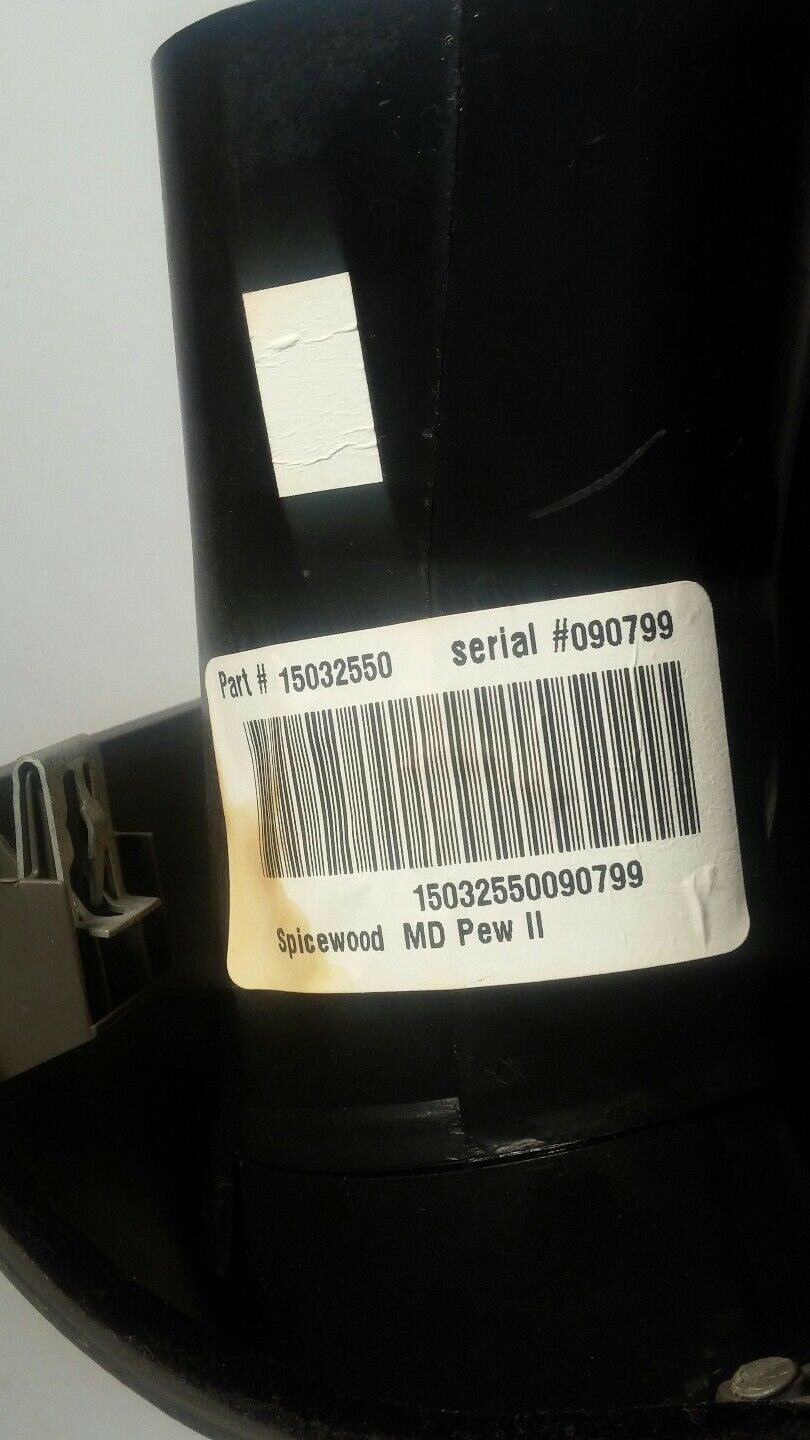 Part # 15032550 serial #090799
15032550090799
Spicewood MD Pew II